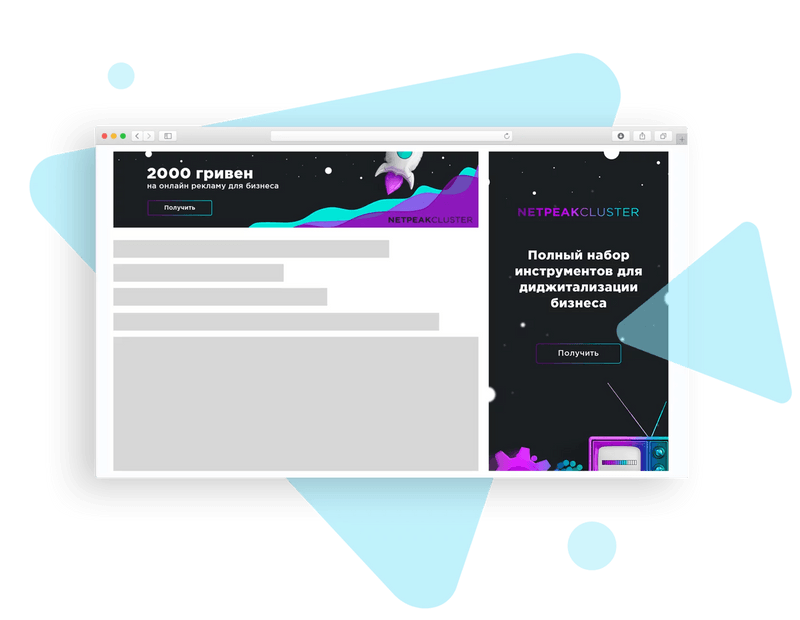 2000 гривен
на онлайн рекламу для бизнеса
Получить
NETPEAKCLUSTER
NETPEAKCLUSTER
Полный набор
инструментов для
диджитализации
бизнеса
Получить